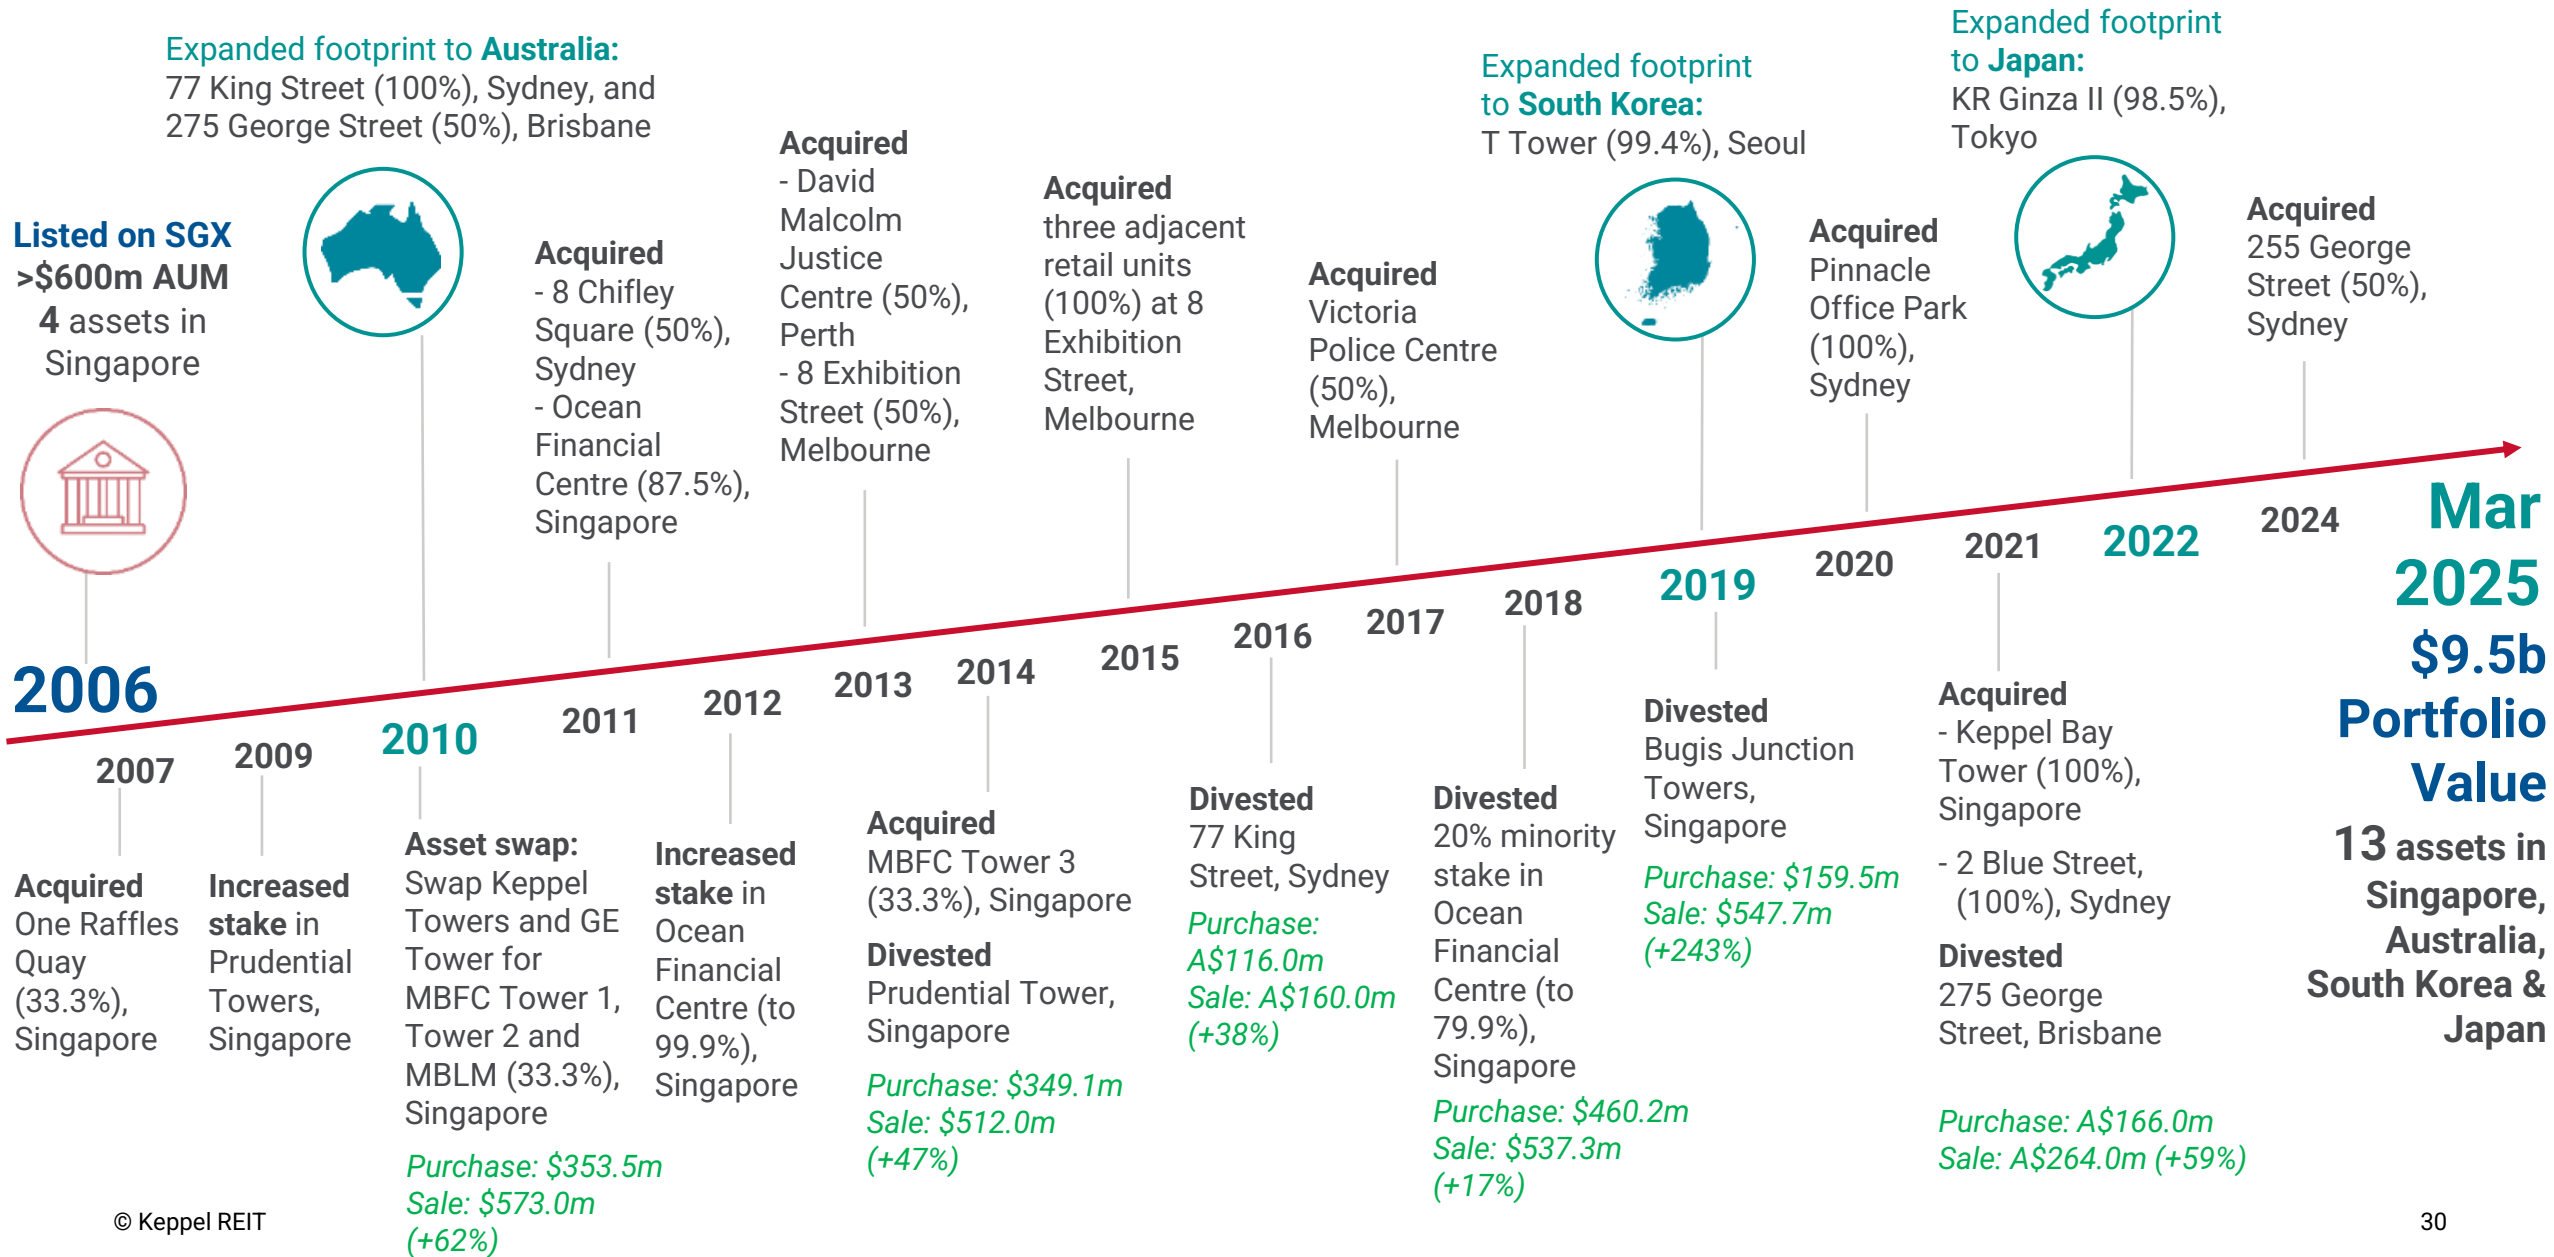 Expanded footprint to Australia:
77 King Street (100%), Sydney, and
275 George Street (50%), Brisbane
Expanded footprint
to South Korea:
T Tower (99.4%), Seoul
Expanded footprint
to Japan:
KR Ginza II (98.5%),
Tokyo
Listed on SGX
>$600m AUM
4 assets in
Singapore
Acquired
- 8 Chifley
Square (50%),
Sydney
- Ocean
Financial
Centre (87.5%),
Singapore
Acquired
- David
Malcolm
Justice
Centre (50%),
Perth
- 8 Exhibition
Street (50%),
Melbourne
Acquired
three adjacent
retail units
(100%) at 8
Exhibition
Street,
Melbourne
Acquired
Victoria
Police Centre
(50%),
Melbourne
Acquired
Pinnacle
Office Park
(100%),
Sydney
Acquired
255 George
Street (50%),
Sydney
2006
2007
2009
2010
2011
2012
2013
2014
2015
2016
2017
2018
2019
2020
2021
2022
2024
Mar
2025
$9.5b
Portfolio
Value
13 assets in
Singapore,
Australia,
South Korea &
Japan
Acquired
One Raffles
Quay
(33.3%),
Singapore
Increased
stake in
Prudential
Towers,
Singapore
Asset swap:
Swap Keppel
Towers and GE
Tower for
MBFC Tower 1,
Tower 2 and
MBLM (33.3%),
Singapore
Purchase: $353.5m
Sale: $573.0m
(+62%)
Increased
stake in
Ocean
Financial
Centre (to
99.9%),
Singapore
Acquired
MBFC Tower 3
(33.3%), Singapore
Divested
Prudential Tower,
Singapore
Purchase: $349.1m
Sale: $512.0m
(+47%)
Divested
77 King
Street, Sydney
Purchase:
A$116.0m
Sale: A$160.0m
(+38%)
Divested
20% minority
stake in
Ocean
Financial
Centre (to
79.9%),
Singapore
Purchase: $460.2m
Sale: $537.3m
(+17%)
Divested
Bugis Junction
Towers,
Singapore
Purchase: $159.5m
Sale: $547.7m
(+243%)
Acquired
- Keppel Bay
Tower (100%),
Singapore
- 2 Blue Street,
(100%), Sydney
Divested
275 George
Street, Brisbane
Purchase: A$166.0m
Sale: A$264.0m (+59%)
© Keppel REIT
30